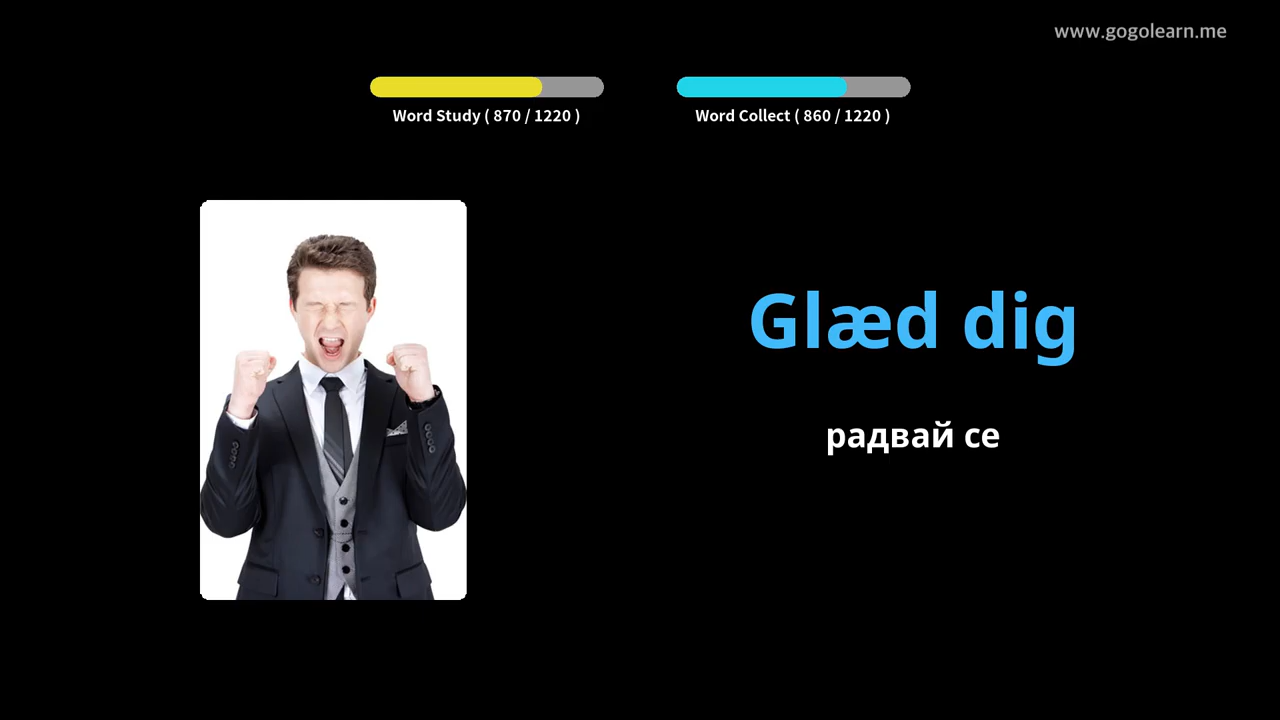 www.gogolearn.me
Word Study ( 870 / 1220 )
Word Collect ( 860 / 1220 )
Glæd dig
радвай се